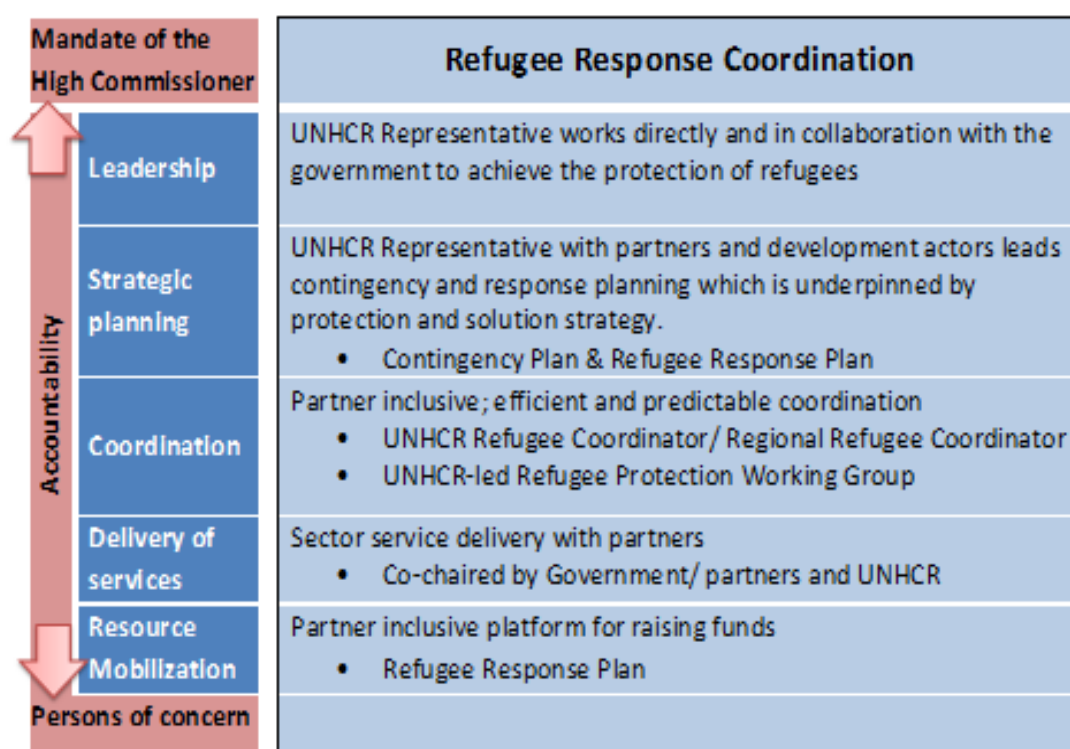 Mandate of the
High Commissioner
Refugee Response Coordination
Accountability
Leadership
UNHCR Representative works directly and in collaboration with the
government to achieve the protection of refugees
Strategic
planning
UNHCR Representative with partners and development actors leads
contingency and response planning which is underpinned by
protection and solution strategy.
• Contingency Plan & Refugee Response Plan
Coordination
Partner inclusive; efficient and predictable coordination
• UNHCR Refugee Coordinator/ Regional Refugee Coordinator
• UNHCR-led Refugee Protection Working Group
Delivery of
services
Sector service delivery with partners
• Co-chaired by Government/ partners and UNHCR
Resource
Mobilization
Partner inclusive platform for raising funds
• Refugee Response Plan
Persons of concern